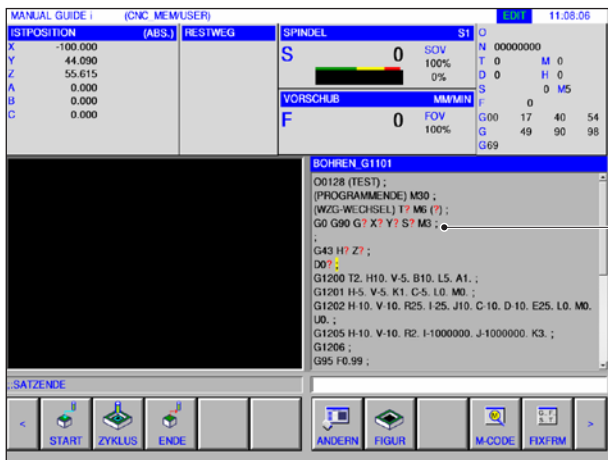 MANUAL GUIDE i (CNC_MEM/USER) EDIT 11.08.06
ISTPOSITION (ABS.) RESTWEG
X -100.000
Y 44.090
Z 55.615
A 0.000
B 0.000
C 0.000
SPINDEL S1
S 0 SOV
100%
0%
VORSCHUB MM/MIN
F 0 FOV
100%
O
N 00000000
T 0 M 0
D 0 H 0
S 0 M5
F 0
G00 17 40 54
G 49 90 98
G69
BOHREN_G1101
O0128 (TEST) ;
(PROGRAMMENDE) M30 ;
(WZG-WECHSEL) T? M6 (?) ;
G0 G90 G? X? Y? S? M3 ;
;
G43 H? Z? ;
D0? ;
G1200 T2. H10. V-5. B10. L5. A1. ;
G1201 H-5. V-5. K1. C-5. L0. M0. ;
G1202 H-10. V-10. R25. I-25. J10. C-10. D-10. E25. L0. M0.
U0. ;
G1205 H-10. V-10. R2. I-1000000. J-1000000. K3. ;
G1206 ;
G95 F0.99 ;
;:SATZENDE
< START ZYKLUS ENDE ÄNDERN FIGUR M-CODE FIXFRM >